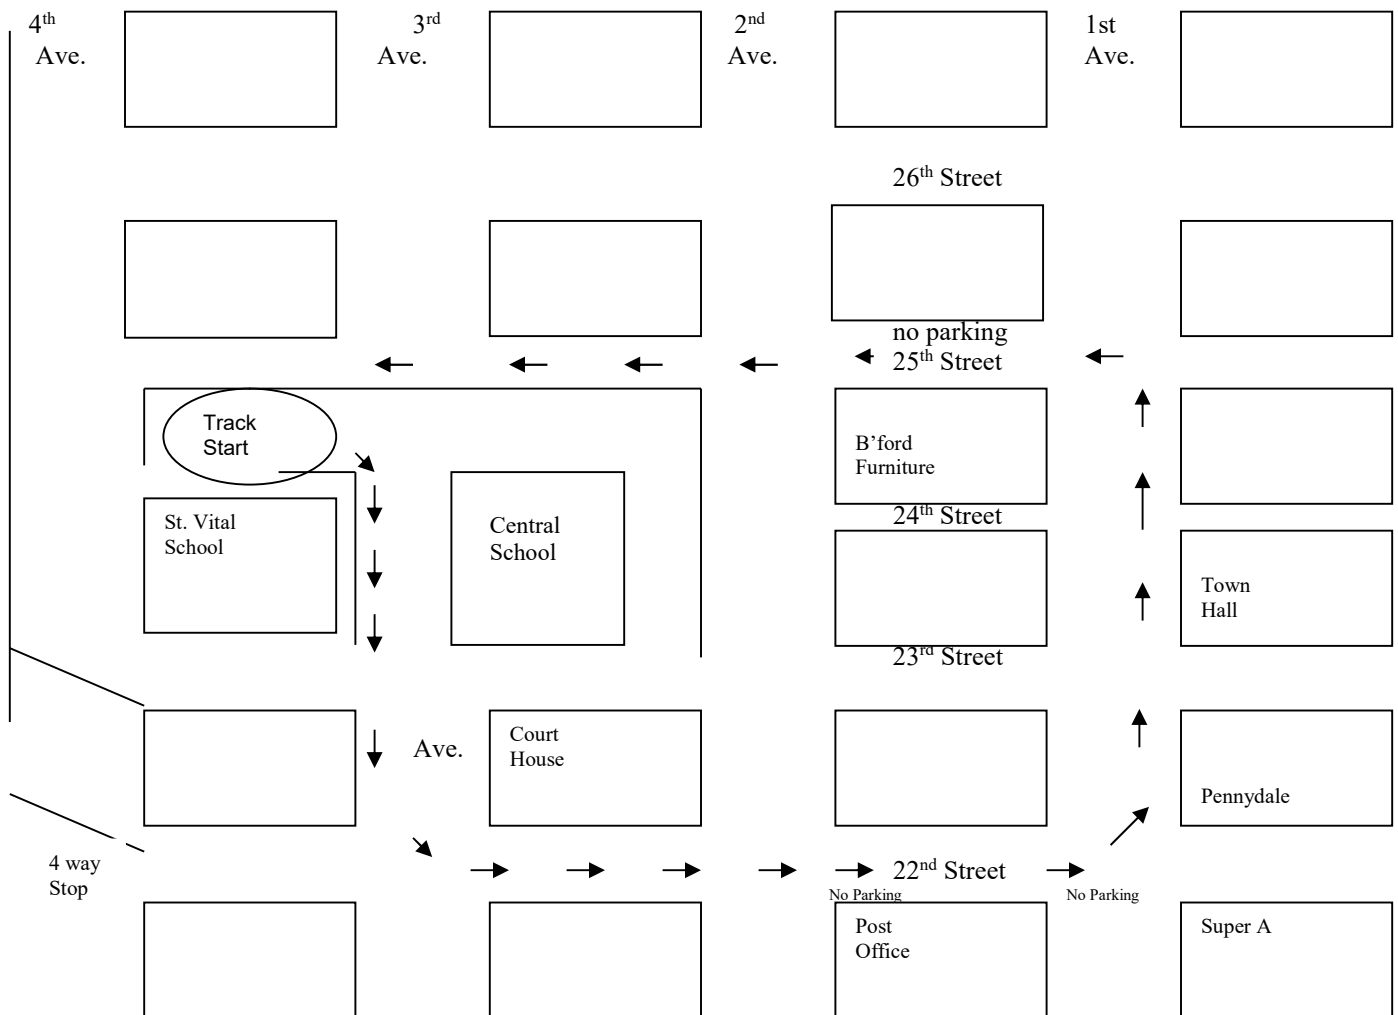 4th
Ave.
3rd
Ave.
2nd
Ave.
1st
Ave.
26th Street
no parking
25th Street
Track
Start
B'ford
Furniture
St. Vital
School
Central
School
24th Street
Town
Hall
23rd Street
Court
House
Ave.
Pennydale
4 way
Stop
22nd Street
No Parking
No Parking
Post
Office
Super A